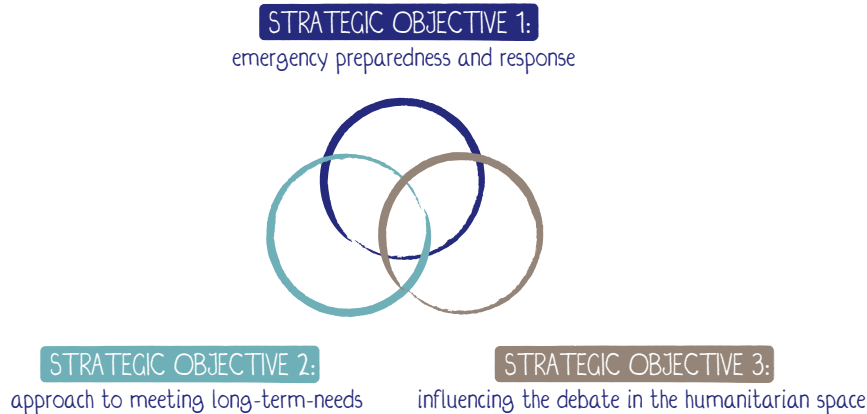 STRATEGIC OBJECTIVE 1:
emergency preparedness and response
STRATEGIC OBJECTIVE 2:
approach to meeting long-term-needs
STRATEGIC OBJECTIVE 3:
influencing the debate in the humanitarian space